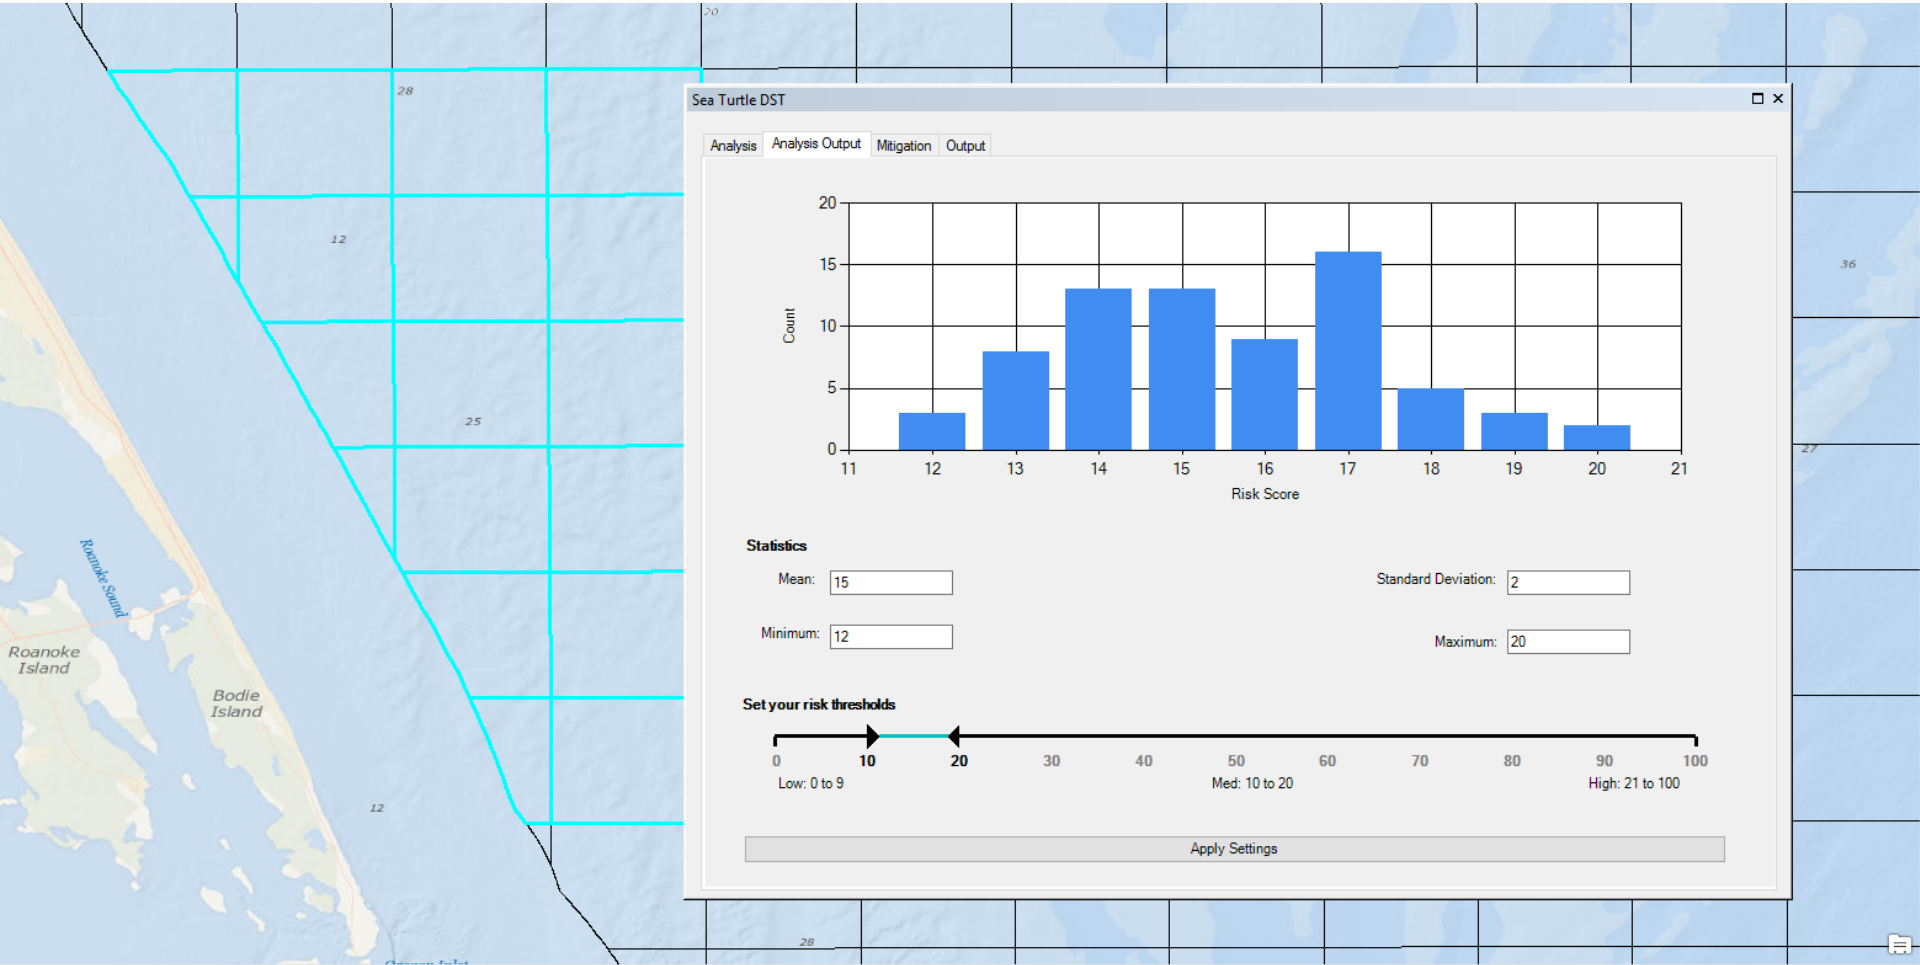 20
28
12
25
12
28
36
27
Roanoke Sound
Roanoke
Island
Bodie
Island
Sea Turtle DST
Analysis
Analysis Output
Mitigation
Output
20
15
10
5
0
Count
11 12 13 14 15 16 17 18 19 20 21
Risk Score
Statistics
Mean: 15
Standard Deviation: 2
Minimum: 12
Maximum: 20
Set your risk thresholds
0 10 20 30 40 50 60 70 80 90 100
Low: 0 to 9
Med: 10 to 20
High: 21 to 100
Apply Settings